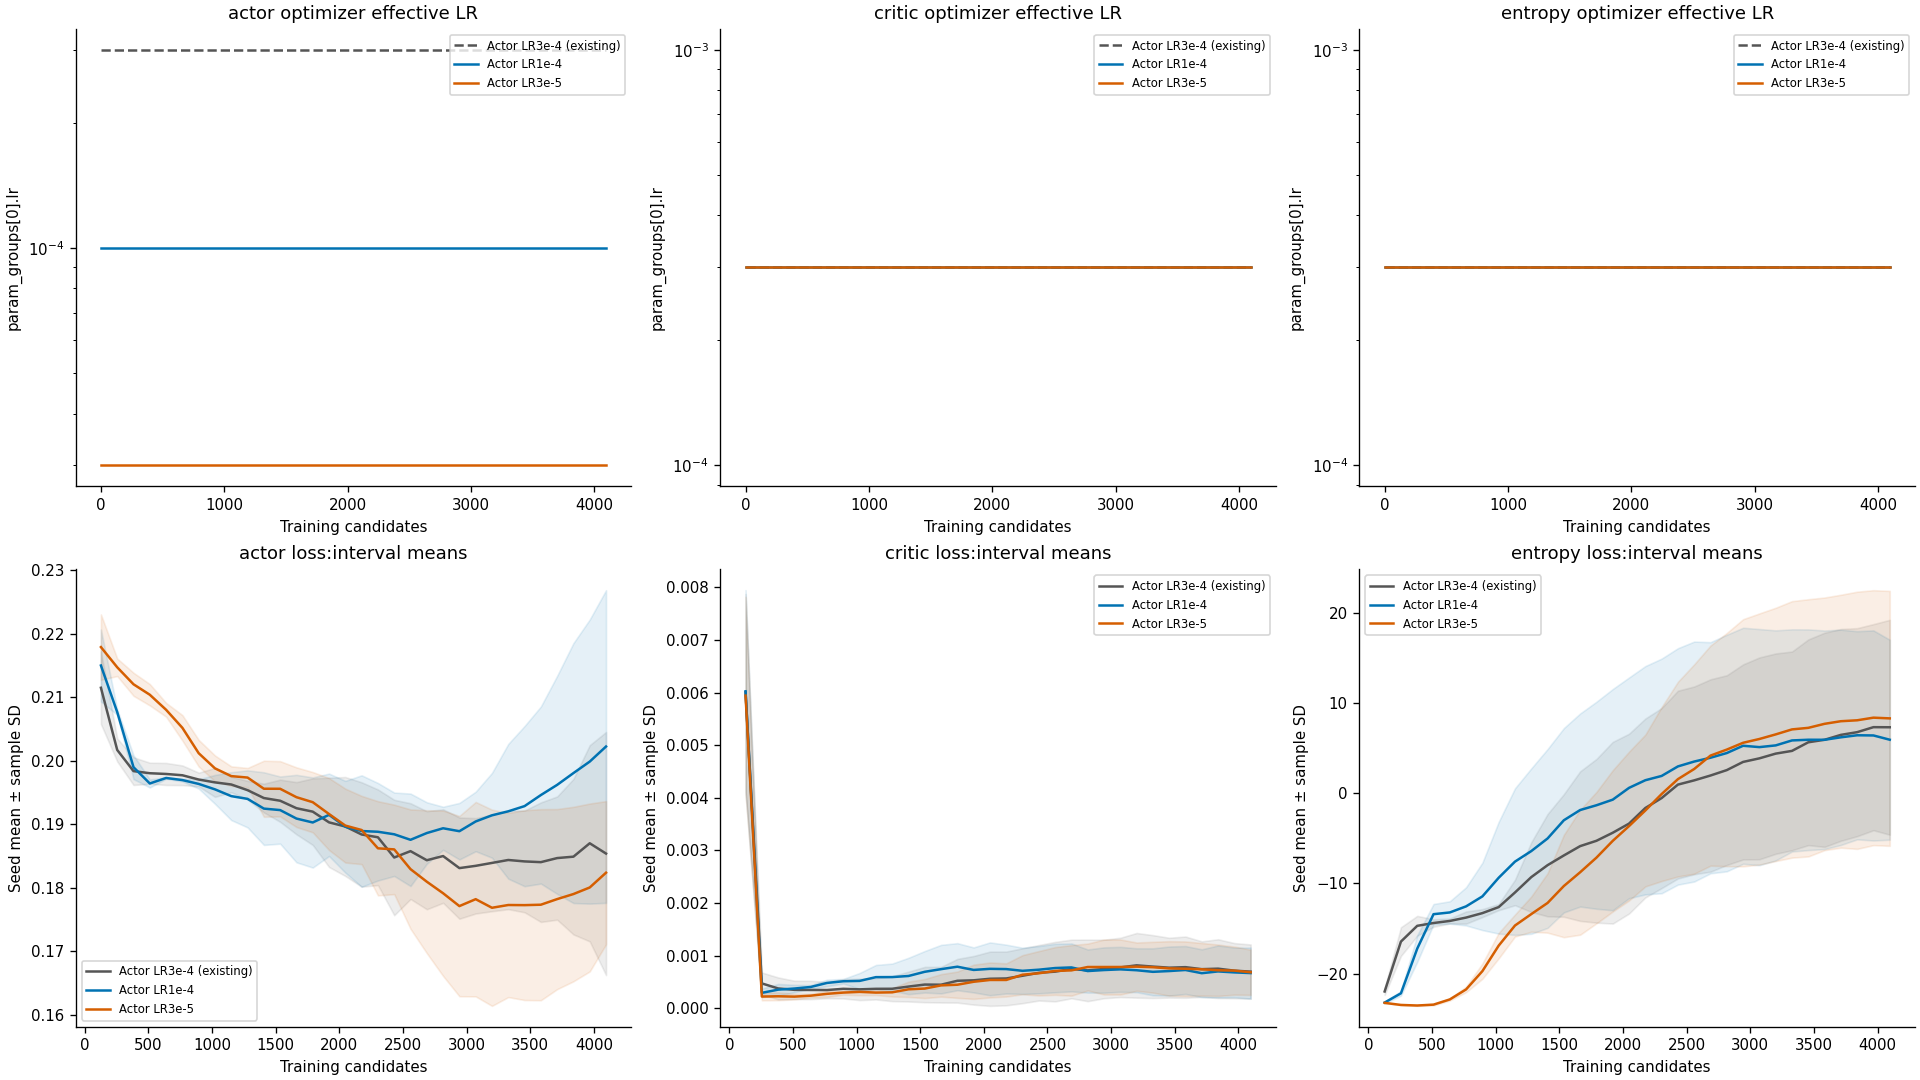 actor optimizer effective LR
param_groups[0].lr
10⁻⁴
Actor LR3e-4 (existing)
Actor LR1e-4
Actor LR3e-5
0 1000 2000 3000 4000
Training candidates
critic optimizer effective LR
param_groups[0].lr
10⁻³
10⁻⁴
Actor LR3e-4 (existing)
Actor LR1e-4
Actor LR3e-5
0 1000 2000 3000 4000
Training candidates
entropy optimizer effective LR
param_groups[0].lr
10⁻³
10⁻⁴
Actor LR3e-4 (existing)
Actor LR1e-4
Actor LR3e-5
0 1000 2000 3000 4000
Training candidates
actor loss:interval means
Seed mean ± sample SD
0.23
0.22
0.21
0.20
0.19
0.18
0.17
0.16
Actor LR3e-4 (existing)
Actor LR1e-4
Actor LR3e-5
0 500 1000 1500 2000 2500 3000 3500 4000
Training candidates
critic loss:interval means
Seed mean ± sample SD
0.008
0.007
0.006
0.005
0.004
0.003
0.002
0.001
0.000
Actor LR3e-4 (existing)
Actor LR1e-4
Actor LR3e-5
0 500 1000 1500 2000 2500 3000 3500 4000
Training candidates
entropy loss:interval means
Seed mean ± sample SD
20
10
0
−10
−20
Actor LR3e-4 (existing)
Actor LR1e-4
Actor LR3e-5
0 500 1000 1500 2000 2500 3000 3500 4000
Training candidates